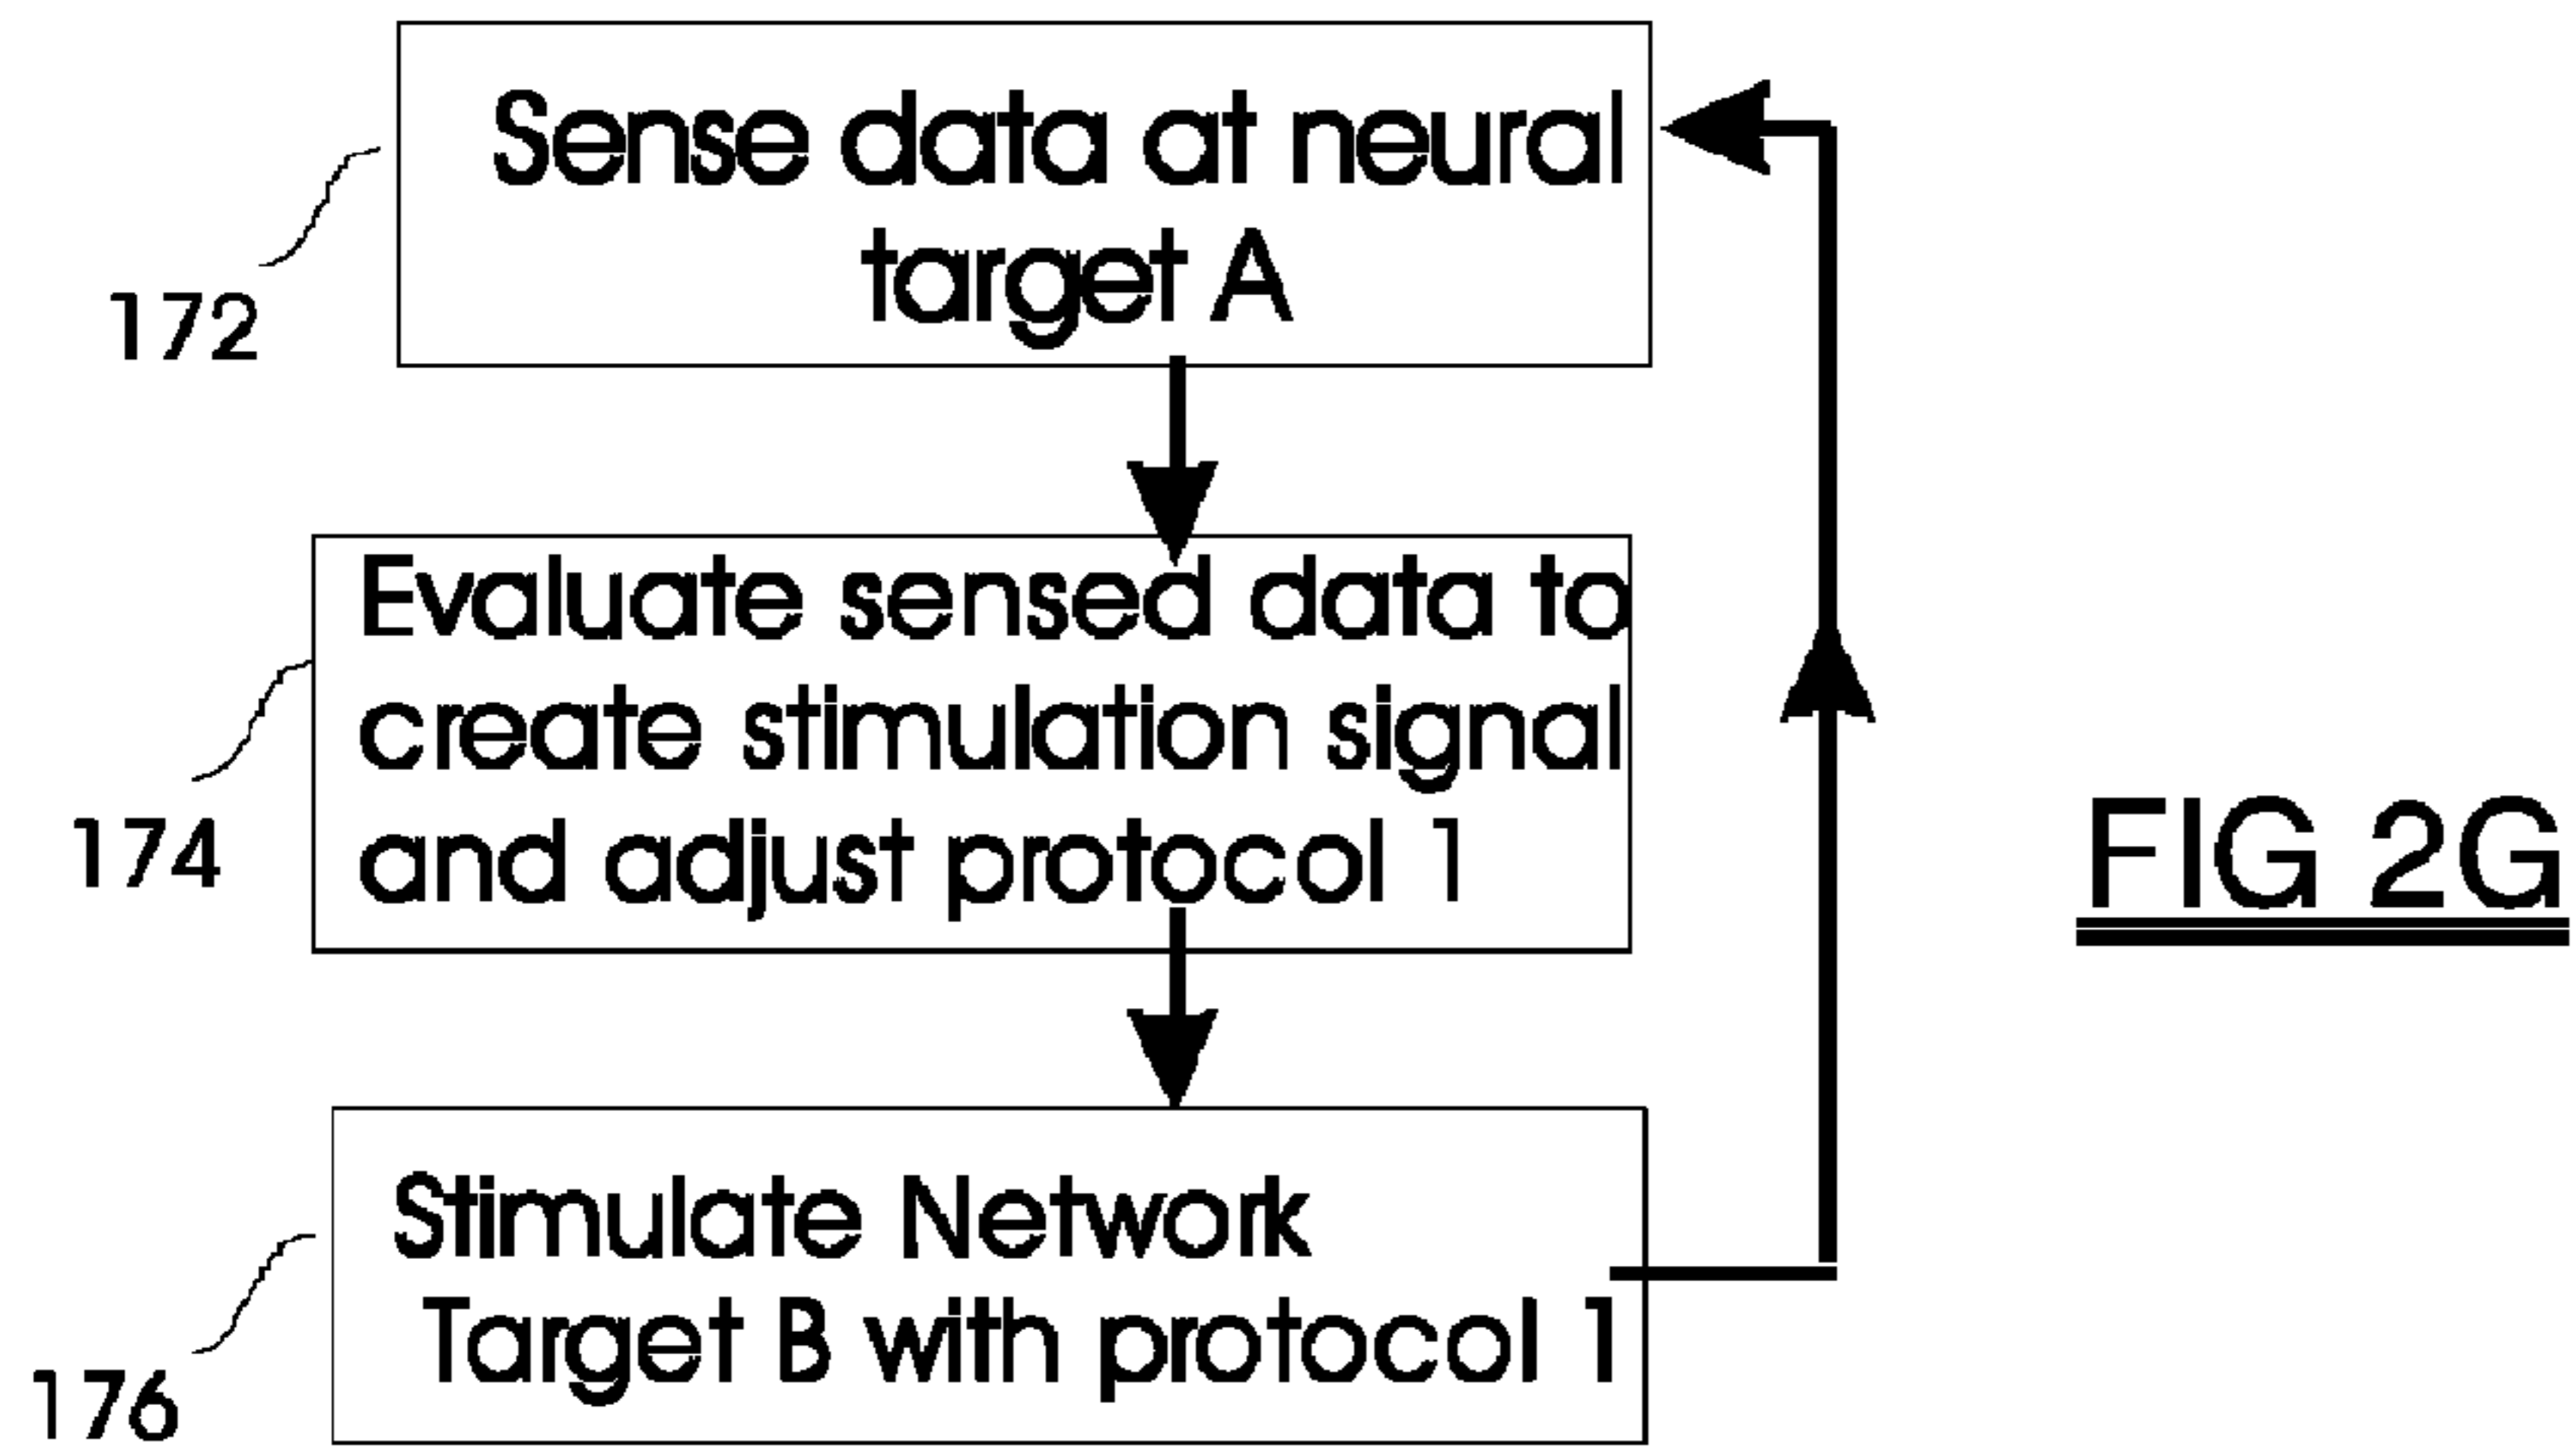 Sense data at neural
target A
172
Evaluate sensed data to
create stimulation signal
and adjust protocol 1
174
FIG 2G
Stimulate Network
Target B with protocol 1
176